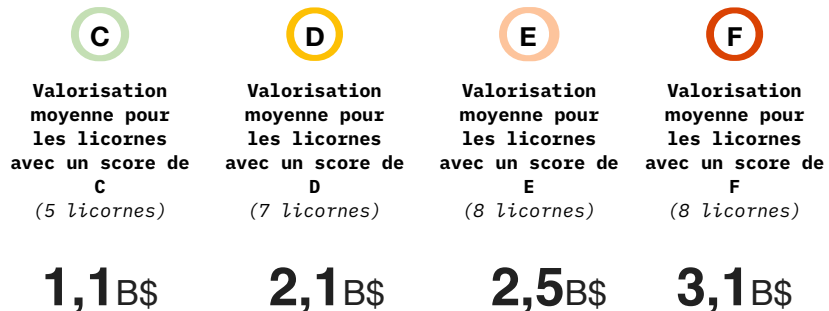 C
Valorisation
moyenne pour
les licornes
avec un score de
C
(5 licornes)
1,1B$
D
Valorisation
moyenne pour
les licornes
avec un score de
D
(7 licornes)
2,1B$
E
Valorisation
moyenne pour
les licornes
avec un score de
E
(8 licornes)
2,5B$
F
Valorisation
moyenne pour
les licornes
avec un score de
F
(8 licornes)
3,1B$